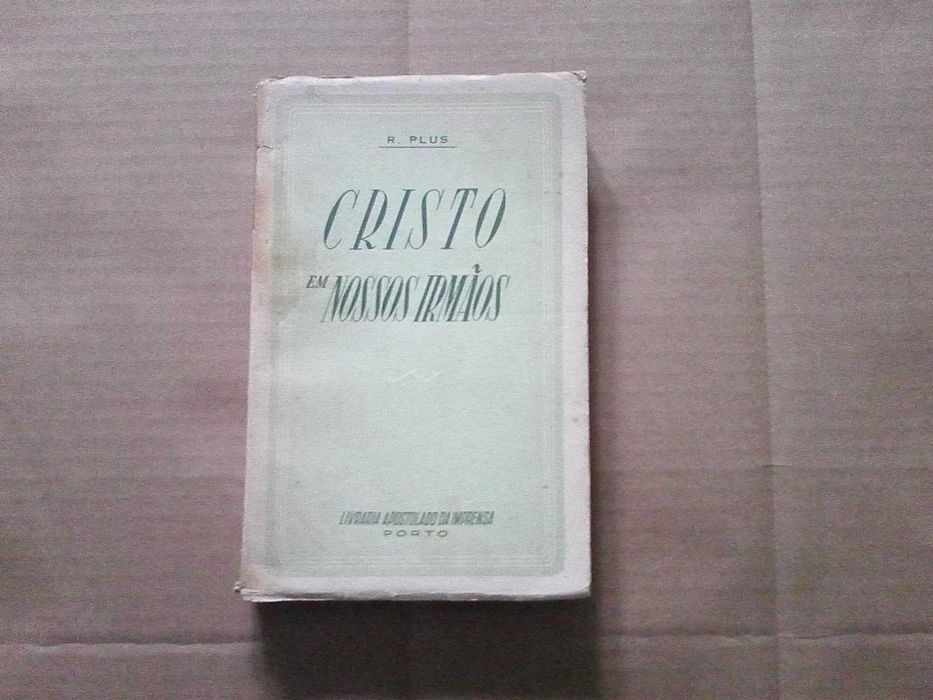 R. PLUS
CRISTO
EM NOSSOS IRMÃOS
LIVRARIA APOSTOLADO DA IMPRENSA
PORTO